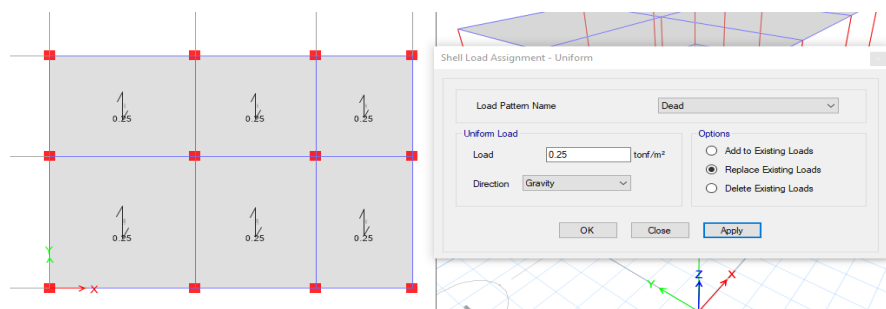 0.25
0.25
0.25
0.25
0.25
0.25
Y
X
Shell Load Assignment - Uniform
Load Pattern Name
Dead
Uniform Load
Load
0.25
tonf/m²
Direction
Gravity
Options
Add to Existing Loads
Replace Existing Loads
Delete Existing Loads
OK
Close
Apply
Y
Z
X